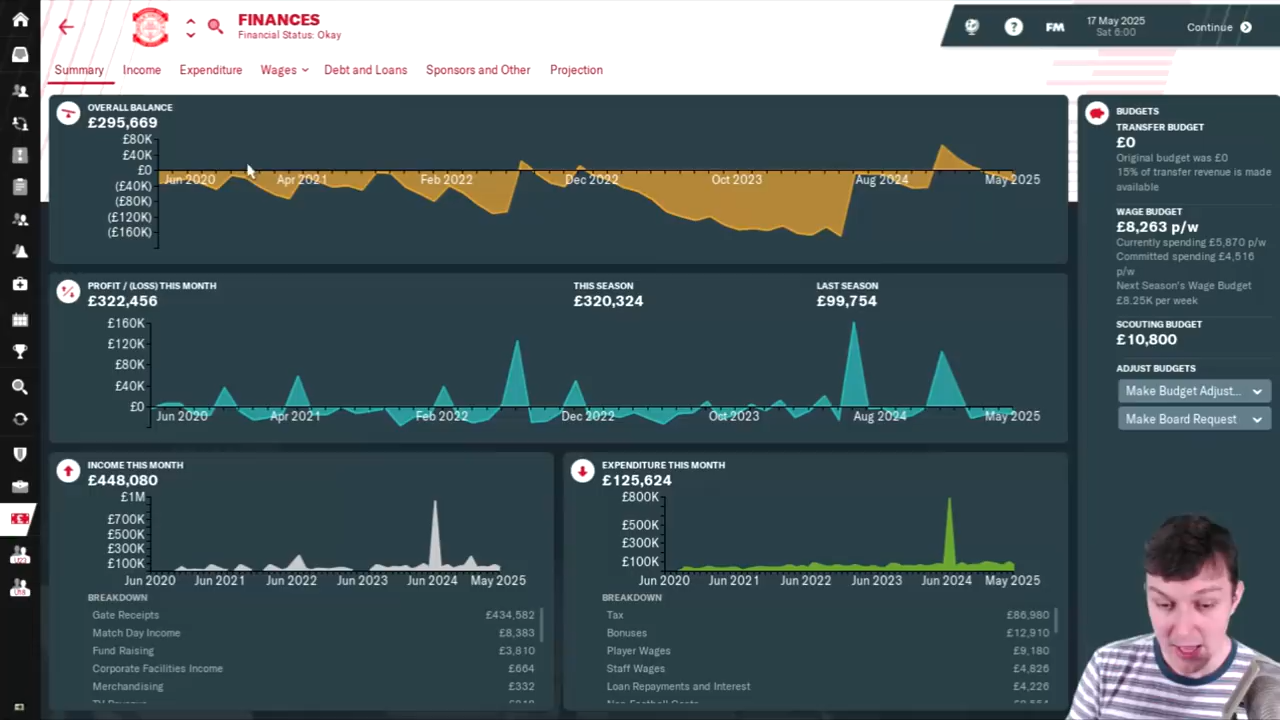 FINANCES
Financial Status: Okay
?
FM
17 May 2025
Sat 6:00
Continue
Summary
Income
Expenditure
Wages
Debt and Loans
Sponsors and Other
Projection
OVERALL BALANCE
£295,669
£80K
£40K
£0
(£40K)
(£80K)
(£120K)
(£160K)
Jun 2020
Apr 2021
Feb 2022
Dec 2022
Oct 2023
Aug 2024
May 2025
PROFIT / (LOSS) THIS MONTH
£322,456
THIS SEASON
£320,324
LAST SEASON
£99,754
£160K
£120K
£80K
£40K
£0
Jun 2020
Apr 2021
Feb 2022
Dec 2022
Oct 2023
Aug 2024
May 2025
INCOME THIS MONTH
£448,080
£1M
£700K
£500K
£300K
£100K
Jun 2020
Jun 2021
Jun 2022
Jun 2023
Jun 2024
May 2025
BREAKDOWN
Gate Receipts £434,582
Match Day Income £8,383
Fund Raising £3,810
Corporate Facilities Income £664
Merchandising £332
EXPENDITURE THIS MONTH
£125,624
£800K
£500K
£300K
£100K
Jun 2020
Jun 2021
Jun 2022
Jun 2023
Jun 2024
May 2025
BREAKDOWN
Tax £86,980
Bonuses £12,910
Player Wages £9,180
Staff Wages £4,826
Loan Repayments and Interest £4,226
BUDGETS
TRANSFER BUDGET
£0
Original budget was £0
15% of transfer revenue is made
available
WAGE BUDGET
£8,263 p/w
Currently spending £5,870 p/w
Committed spending £4,516
p/w
Next Season's Wage Budget
£8.25K per week
SCOUTING BUDGET
£10,800
ADJUST BUDGETS
Make Budget Adjust...
Make Board Request
U23
U18